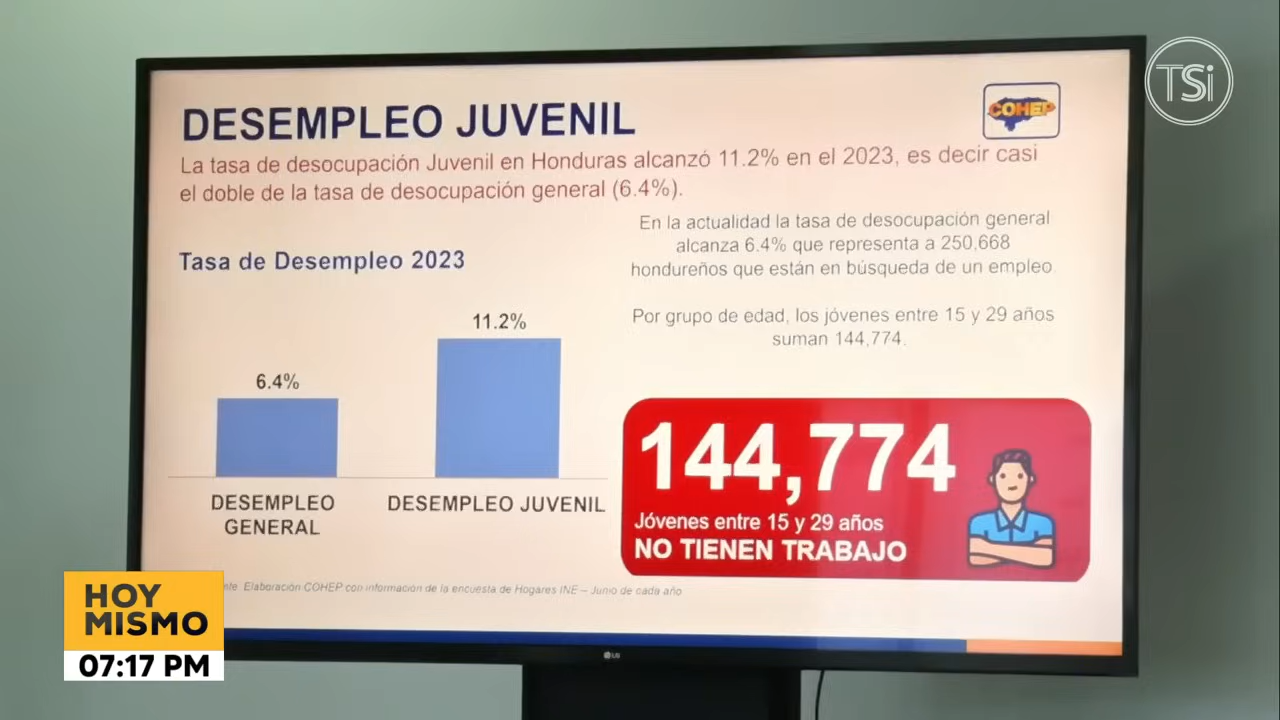 TSi
DESEMPLEO JUVENIL
COHEP
La tasa de desocupación Juvenil en Honduras alcanzó 11.2% en el 2023, es decir casi
el doble de la tasa de desocupación general (6.4%).
En la actualidad la tasa de desocupación general
alcanza 6.4% que representa a 250,668
hondureños que están en búsqueda de un empleo
Por grupo de edad, los jóvenes entre 15 y 29 años
suman 144,774.
Tasa de Desempleo 2023
11.2%
6.4%
DESEMPLEO
GENERAL
DESEMPLEO JUVENIL
144,774
Jóvenes entre 15 y 29 años
NO TIENEN TRABAJO
Elaboración COHEP con información de la encuesta de Hogares INE – Junio de cada año
LG
HOY
MISMO
07:17 PM